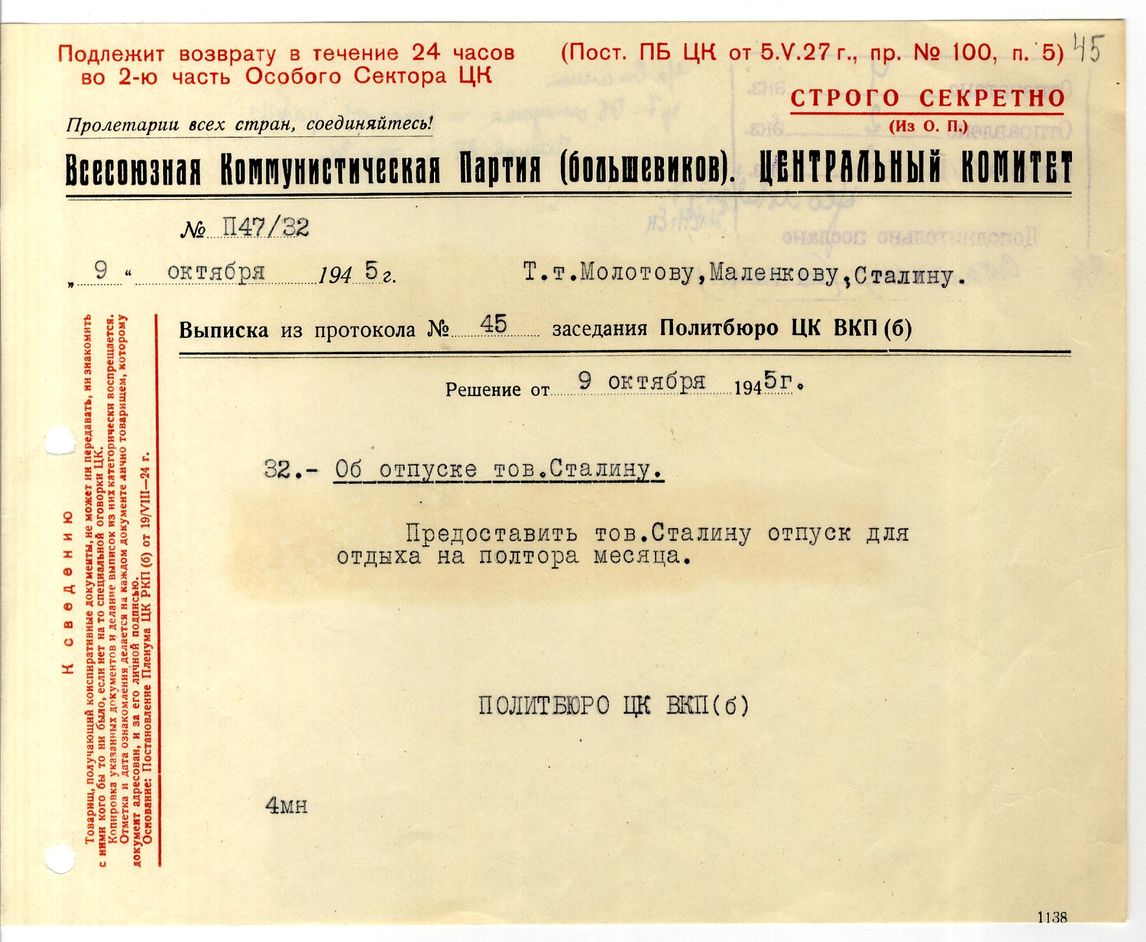 Подлежит возврату в течение 24 часов
во 2-ю часть Особого Сектора ЦК
(Пост. ПБ ЦК от 5.V.27 г., пр. № 100, п. 5)
45
СТРОГО СЕКРЕТНО
(Из О. П.)
Пролетарии всех стран, соединяйтесь!
Всесоюзная Коммунистическая Партия (большевиков). ЦЕНТРАЛЬНЫЙ КОМИТЕТ
№ П47/32
„ 9 “ октября 1945 г.
Т.т.Молотову,Маленкову,Сталину.
Выписка из протокола № 45 заседания Политбюро ЦК ВКП(б)
Решение от 9 октября 1945г.
32.- Об отпуске тов.Сталину.
Предоставить тов.Сталину отпуск для
отдыха на полтора месяца.
ПОЛИТБЮРО ЦК ВКП(б)
4мн
К сведению
Товарищ, получающий конспиративные документы, не может ни передавать, ни знакомить
с ними кого бы то ни было, если нет на то специальной оговорки ЦК.
Копировка указанных документов и делание выписок из них категорически воспрещается.
Отметка и дата ознакомления делается на каждом документе лично товарищем, которому
документ адресован, и за его личной подписью.
Основание: Постановление Пленума ЦК РКП (б) от 19/VIII—24 г.
1138